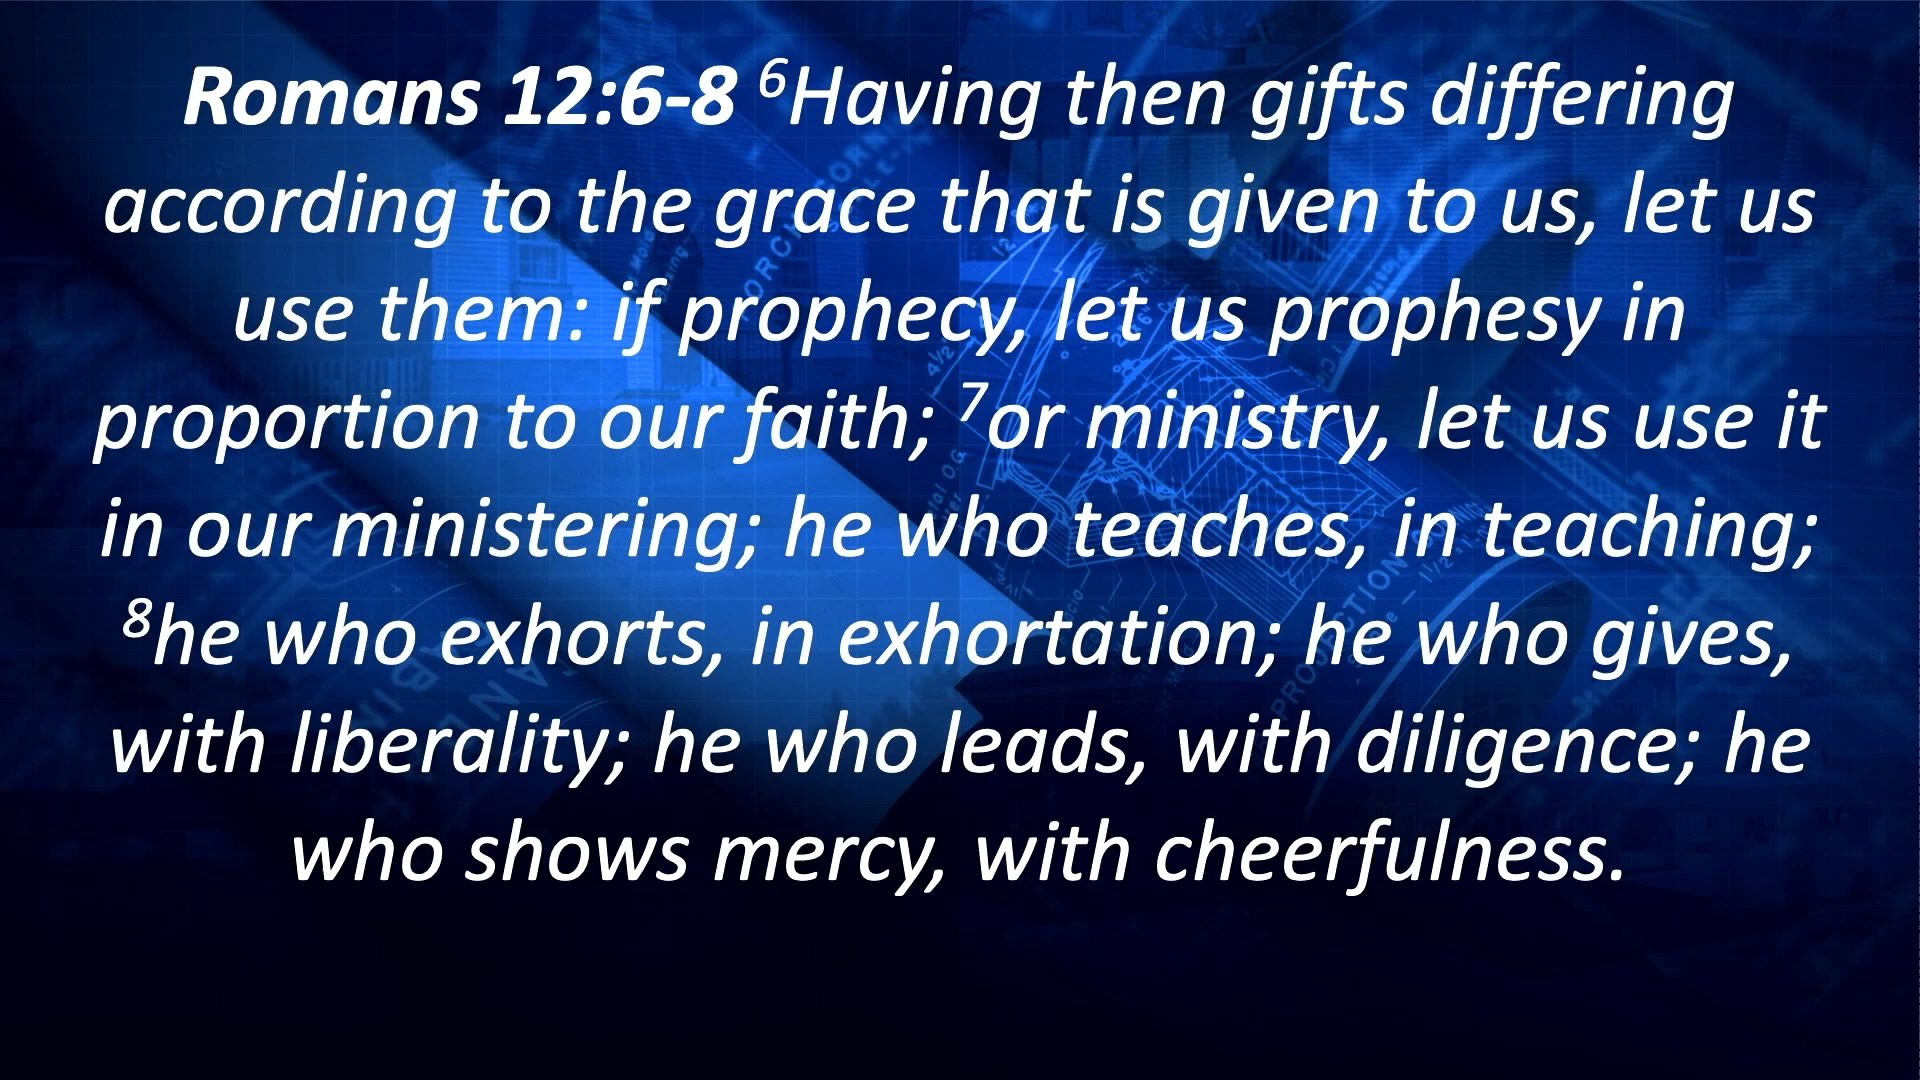 Romans 12:6-8 ⁶Having then gifts differing
according to the grace that is given to us, let us
use them: if prophecy, let us prophesy in
proportion to our faith; ⁷or ministry, let us use it
in our ministering; he who teaches, in teaching;
⁸he who exhorts, in exhortation; he who gives,
with liberality; he who leads, with diligence; he
who shows mercy, with cheerfulness.